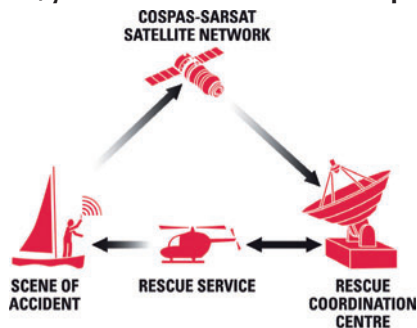 COSPAS-SARSAT
SATELLITE NETWORK
SCENE OF
ACCIDENT
RESCUE SERVICE
RESCUE
COORDINATION
CENTRE